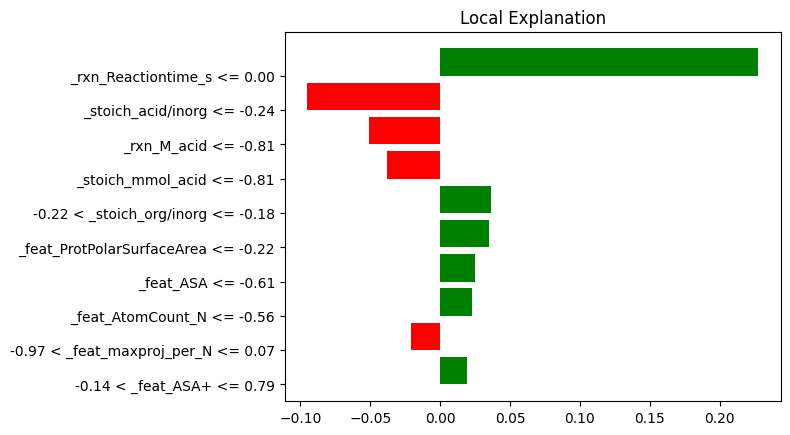 Local Explanation
_rxn_Reactiontime_s <= 0.00
_stoich_acid/inorg <= -0.24
_rxn_M_acid <= -0.81
_stoich_mmol_acid <= -0.81
-0.22 < _stoich_org/inorg <= -0.18
_feat_ProtPolarSurfaceArea <= -0.22
_feat_ASA <= -0.61
_feat_AtomCount_N <= -0.56
-0.97 < _feat_maxproj_per_N <= 0.07
-0.14 < _feat_ASA+ <= 0.79
−0.10 −0.05 0.00 0.05 0.10 0.15 0.20